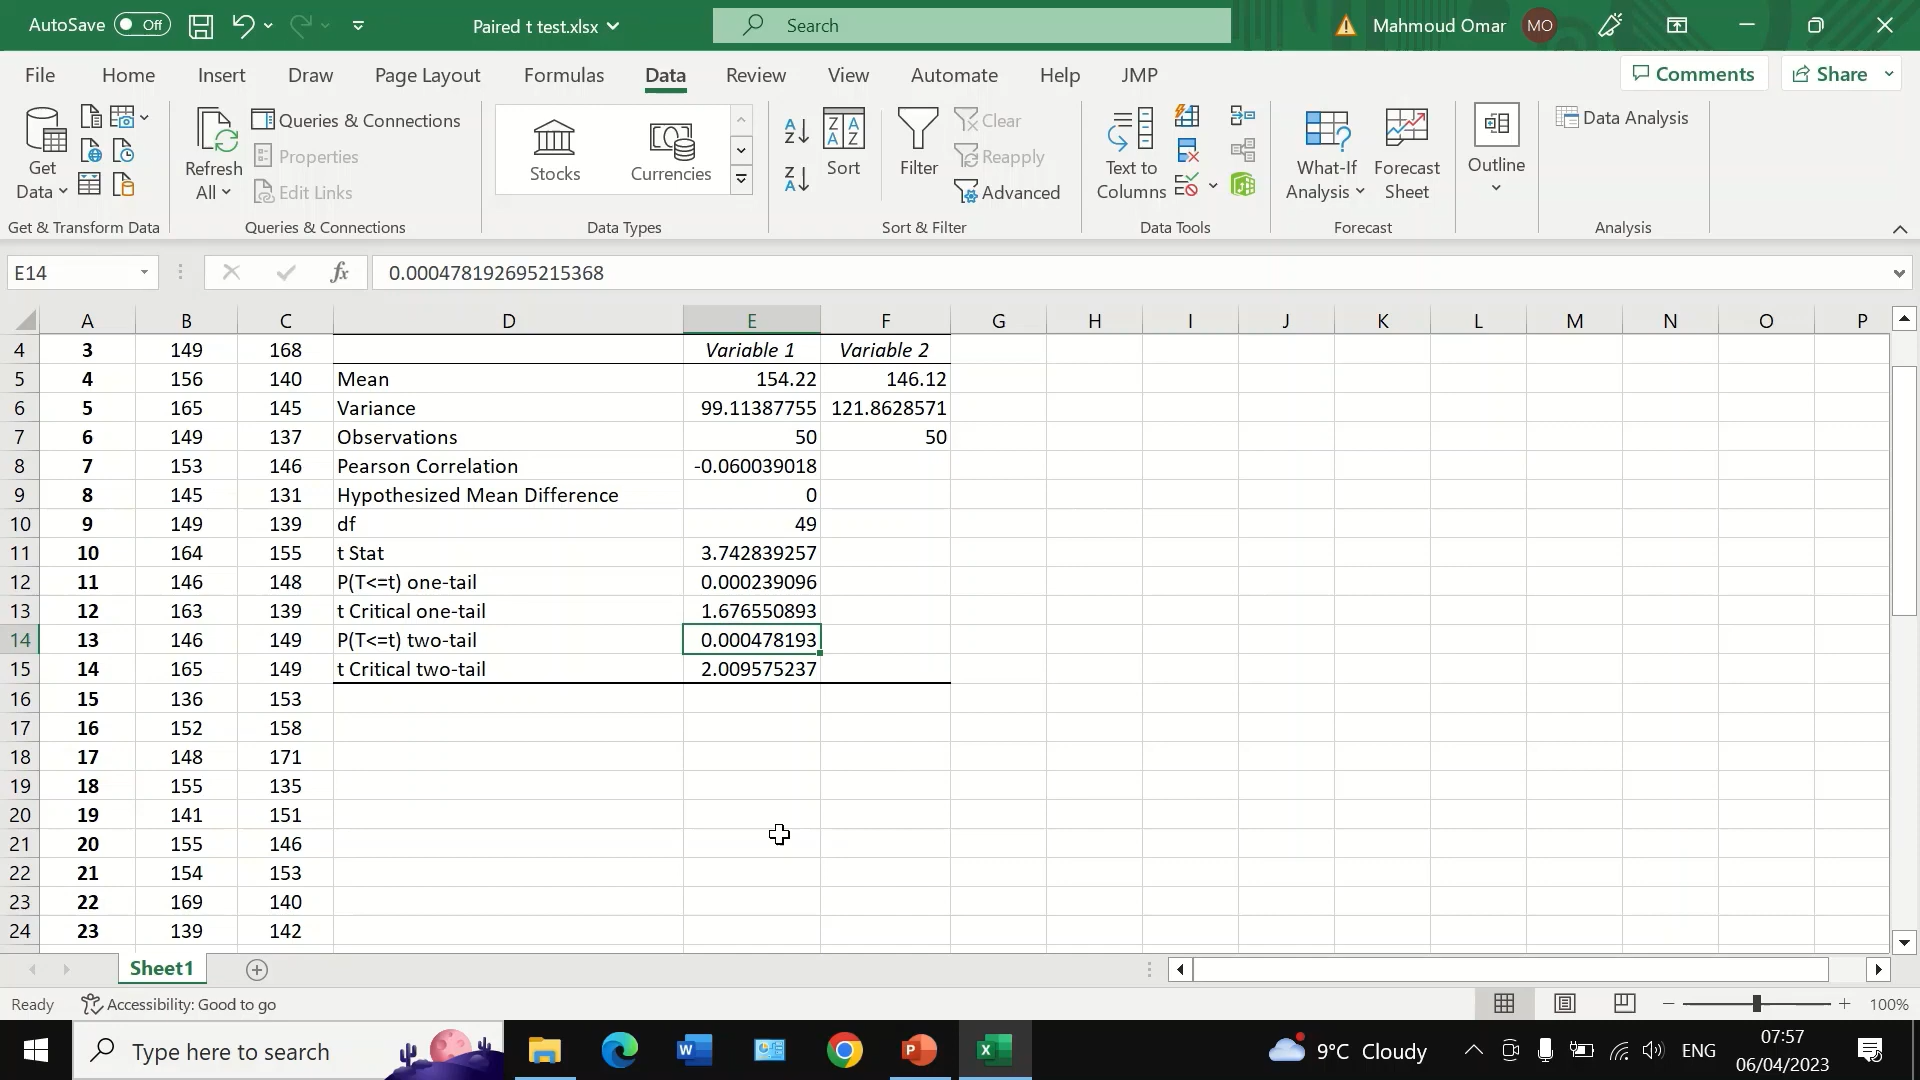 AutoSave Off Paired t test.xlsx Search Mahmoud Omar MO
File Home Insert Draw Page Layout Formulas Data Review View Automate Help JMP Comments Share
Get Data
Refresh All
Queries & Connections
Properties
Edit Links
Stocks
Currencies
Sort
Filter
Clear
Reapply
Advanced
Text to Columns
What-If Analysis
Forecast Sheet
Outline
Data Analysis
Get & Transform Data Queries & Connections Data Types Sort & Filter Data Tools Forecast Analysis
E14 fx 0.000478192695215368
A B C D E F G H I J K L M N O P
4 3 149 168 Variable 1 Variable 2
5 4 156 140 Mean 154.22 146.12
6 5 165 145 Variance 99.11387755 121.8628571
7 6 149 137 Observations 50 50
8 7 153 146 Pearson Correlation -0.060039018
9 8 145 131 Hypothesized Mean Difference 0
10 9 149 139 df 49
11 10 164 155 t Stat 3.742839257
12 11 146 148 P(T<=t) one-tail 0.000239096
13 12 163 139 t Critical one-tail 1.676550893
14 13 146 149 P(T<=t) two-tail 0.000478193
15 14 165 149 t Critical two-tail 2.009575237
16 15 136 153
17 16 152 158
18 17 148 171
19 18 155 135
20 19 141 151
21 20 155 146
22 21 154 153
23 22 169 140
24 23 139 142
Sheet1
Ready Accessibility: Good to go 100%
Type here to search 9°C Cloudy ENG 07:57
06/04/2023